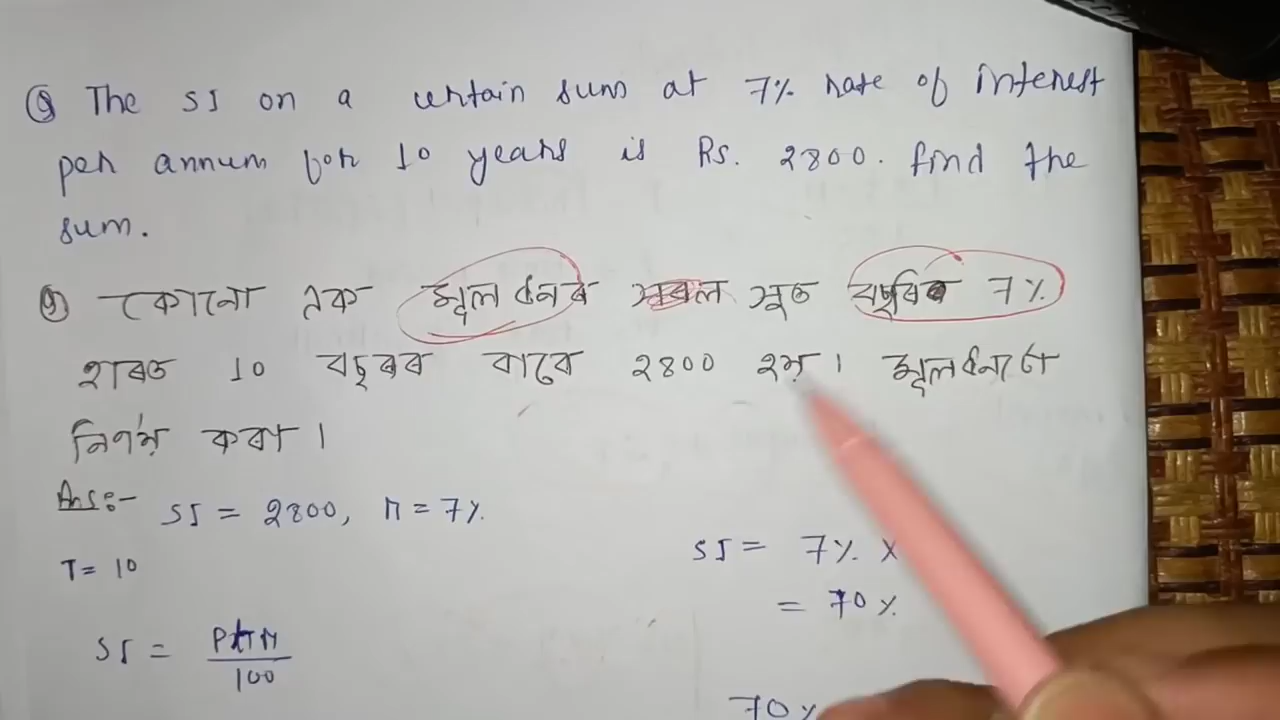 Q The SI on a certain sum at 7% rate of interest
per annum for 10 years is Rs. 2800. find the
sum.
Q কোনো এক মূলধনৰ সৰল সুত বছৰিৰ 7%
হাৰত 10 বছৰৰ বাবে 2800 হয়। মূলধনটো
নিৰ্ণয় কৰা।
Ans:- SI = 2800, r = 7%.
T = 10
SI = 7% ×
= 70%
SI = PTr / 100
70%